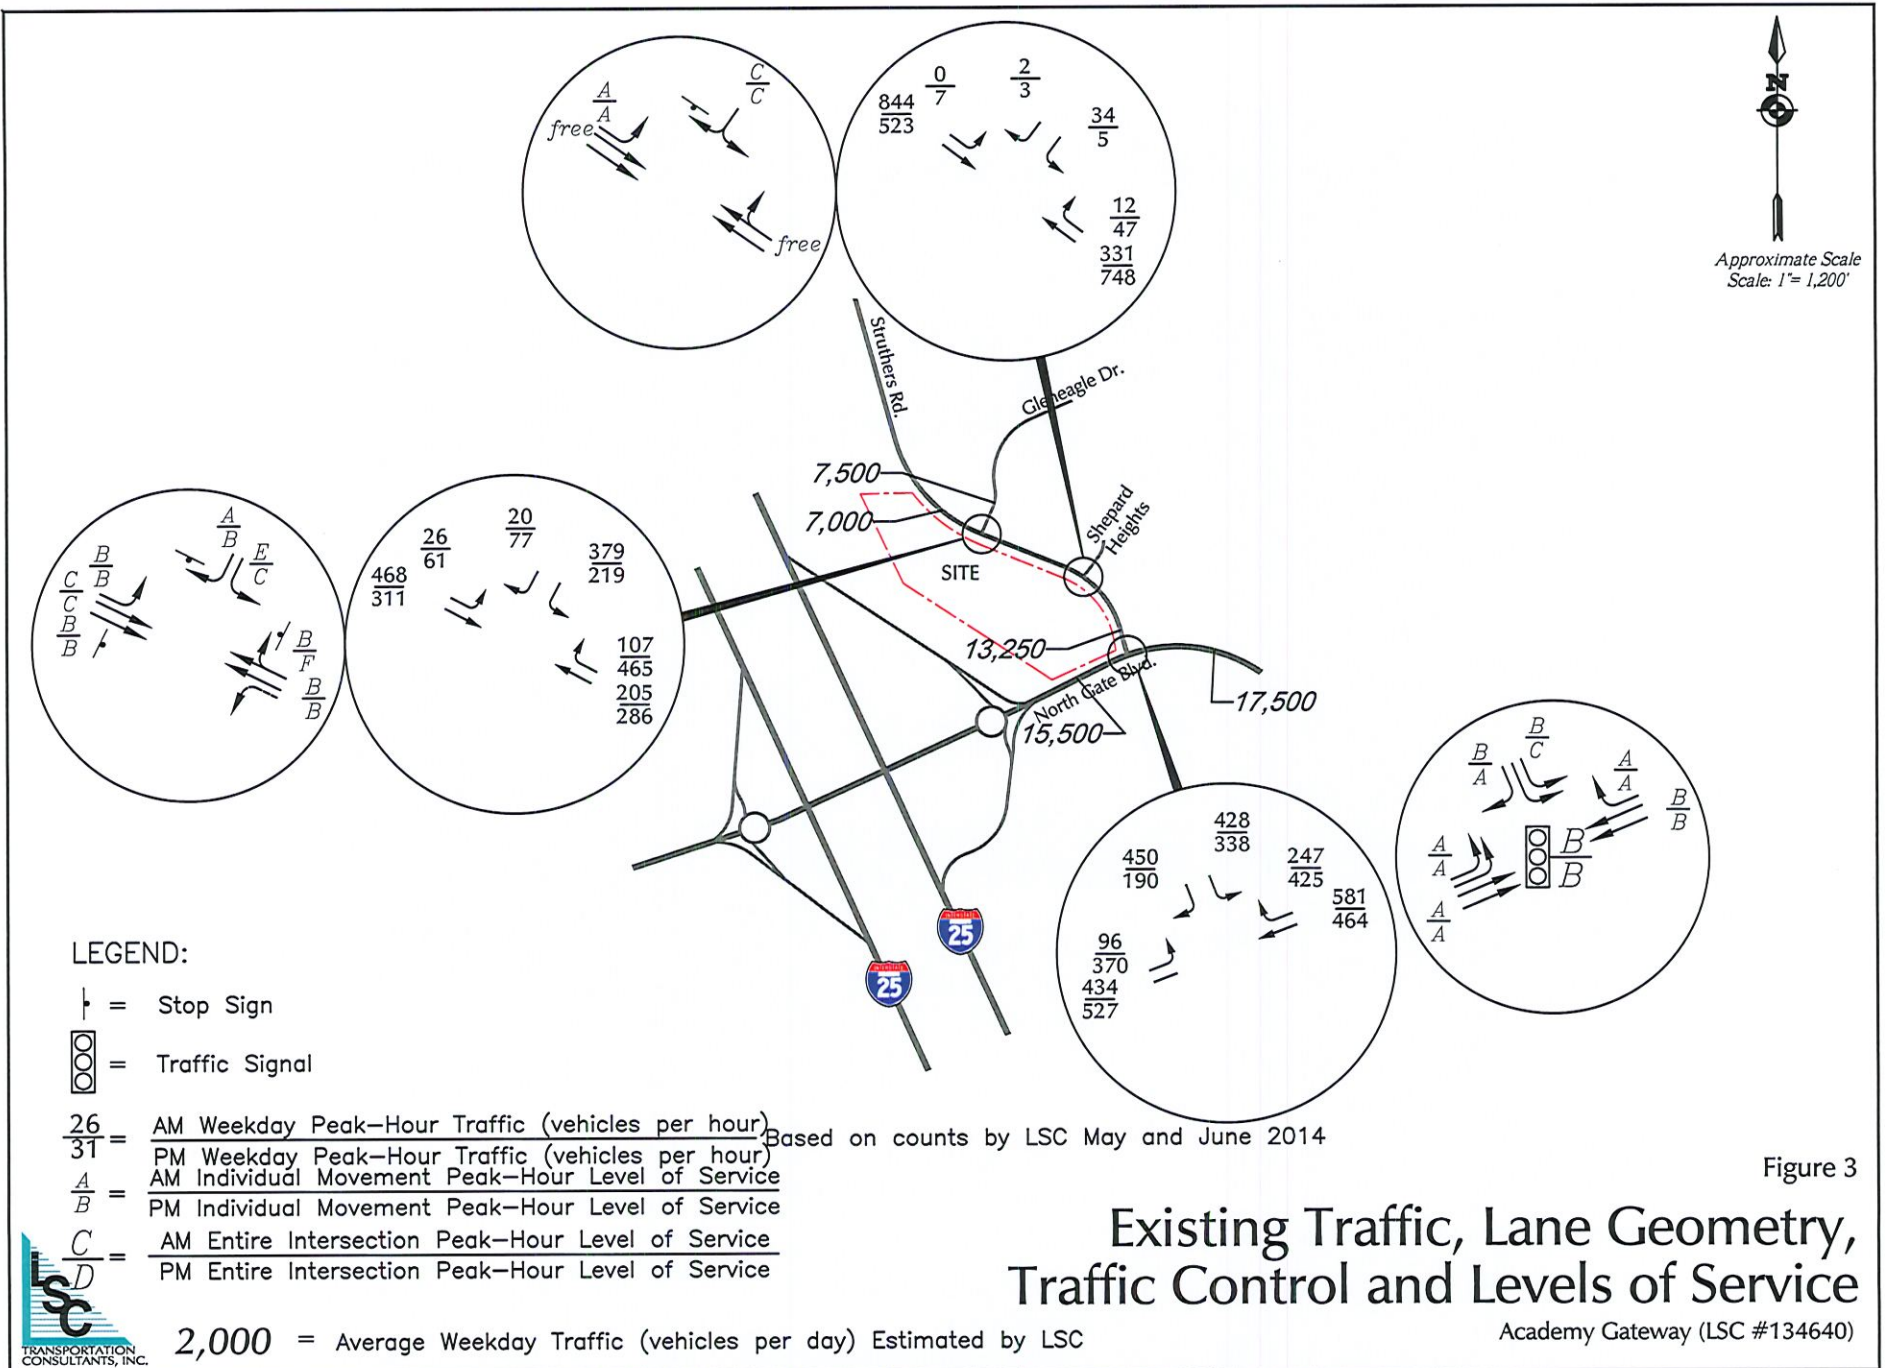 A
A
free
C
C
free
844
523
0
7
2
3
34
5
12
47
331
748
N
Approximate Scale
Scale: 1"= 1,200'
Struthers Rd.
Gleneagle Dr.
Shepard
Heights
7,500
7,000
SITE
13,250
North Gate Blvd.
15,500
17,500
A
B
E
C
B
B
C
C
B
B
B
F
B
B
26
61
20
77
379
219
468
311
107
465
205
286
428
338
450
190
247
425
581
464
96
370
434
527
B
A
B
C
A
A
B
B
A
A
A
A
B
B
INTERSTATE
25
INTERSTATE
25
LEGEND:
= Stop Sign
= Traffic Signal
26
31
=
AM Weekday Peak-Hour Traffic (vehicles per hour)
PM Weekday Peak-Hour Traffic (vehicles per hour)
Based on counts by LSC May and June 2014
A
B
=
AM Individual Movement Peak-Hour Level of Service
PM Individual Movement Peak-Hour Level of Service
C
D
=
AM Entire Intersection Peak-Hour Level of Service
PM Entire Intersection Peak-Hour Level of Service
2,000 = Average Weekday Traffic (vehicles per day) Estimated by LSC
LSC
TRANSPORTATION
CONSULTANTS, INC.
Figure 3
Existing Traffic, Lane Geometry,
Traffic Control and Levels of Service
Academy Gateway (LSC #134640)